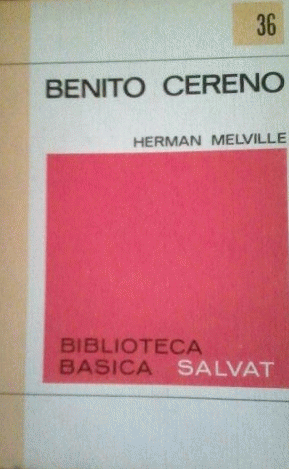 36
BENITO CERENO
HERMAN MELVILLE
BIBLIOTECA
BASICA SALVAT